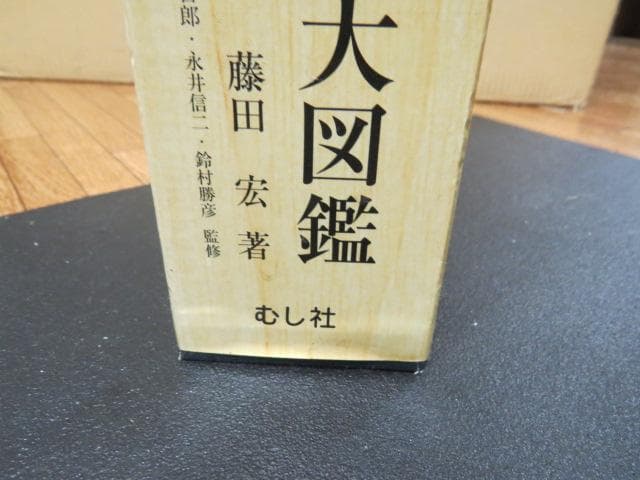 大図鑑
藤田 宏 著
郎・永井信二・鈴村勝彦 監修
むし社